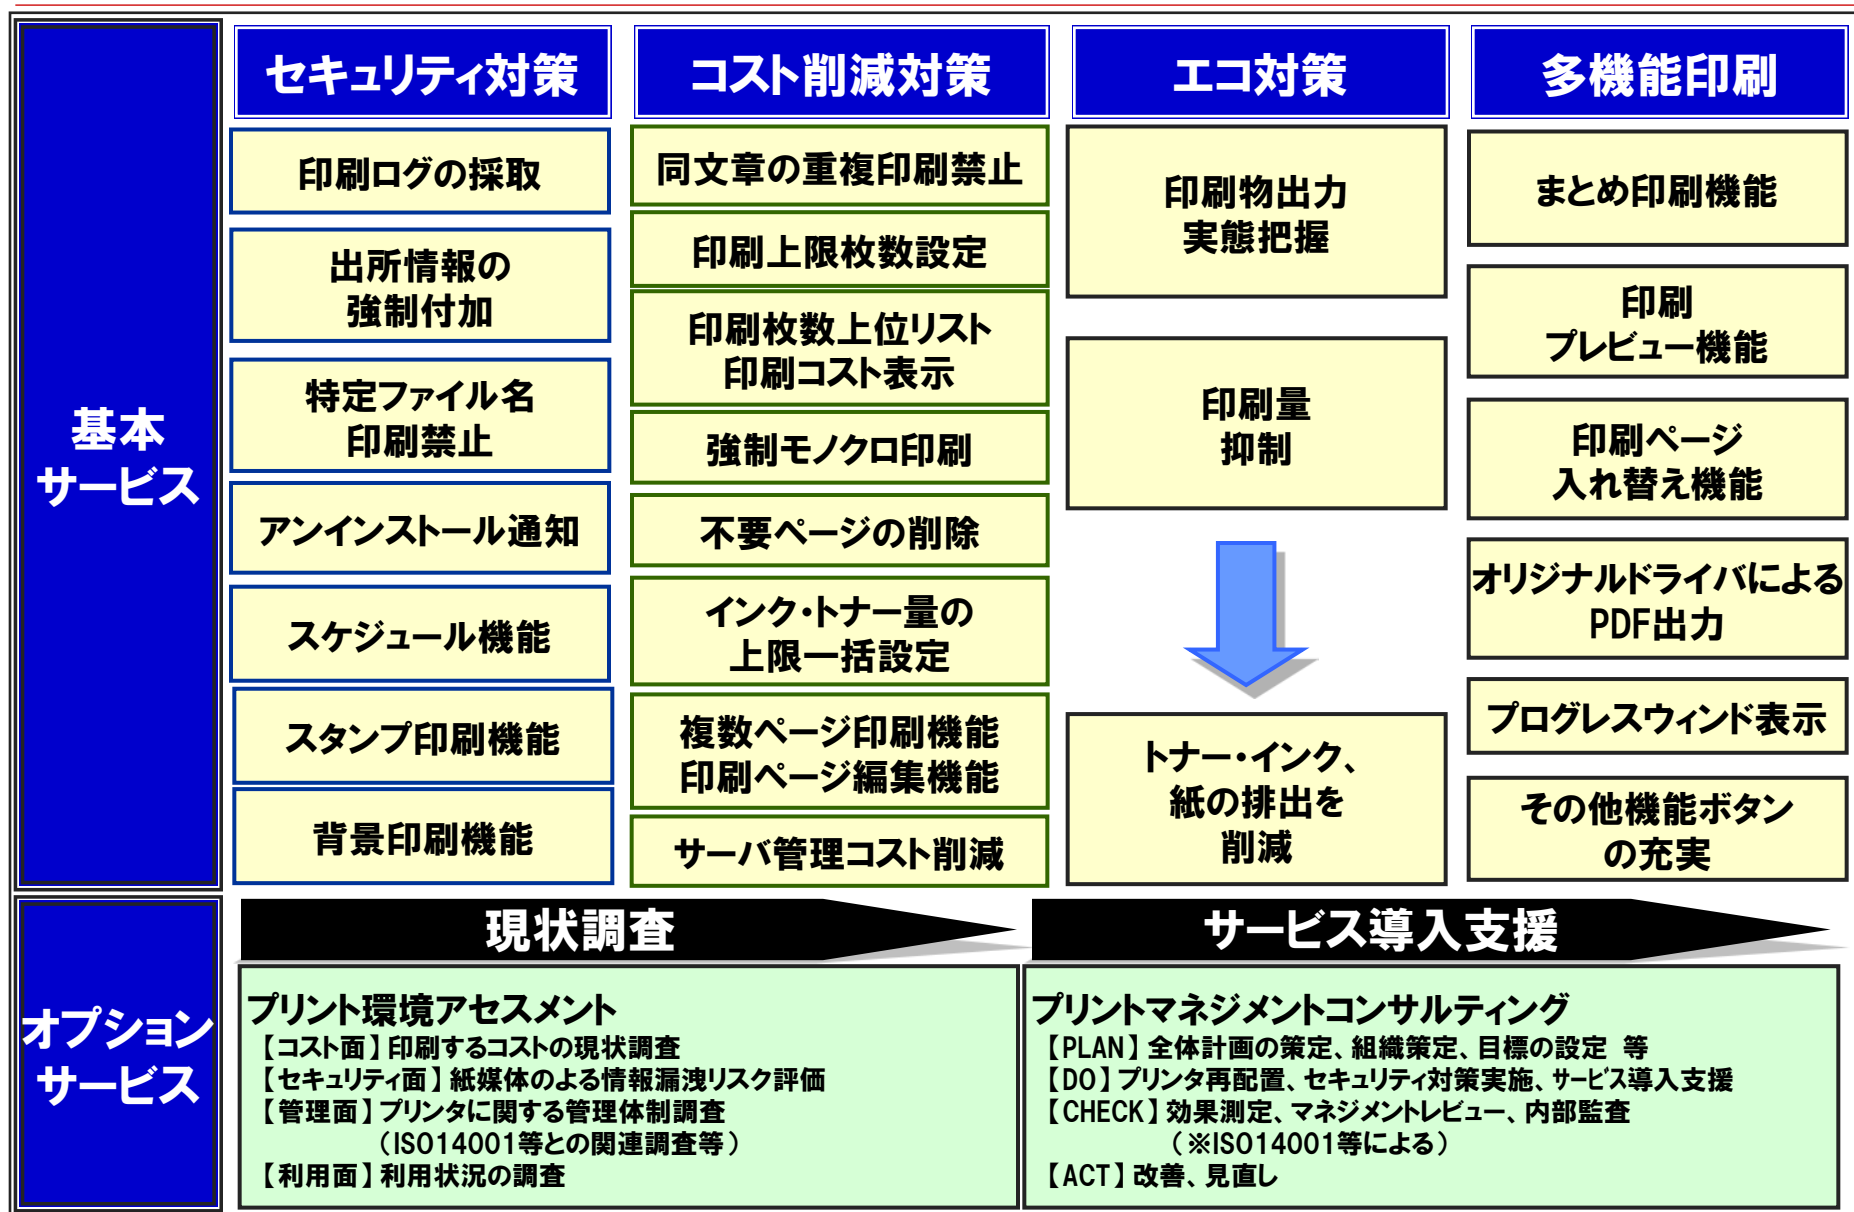 基本
サービス
セキュリティ対策
印刷ログの採取
出所情報の
強制付加
特定ファイル名
印刷禁止
アンインストール通知
スケジュール機能
スタンプ印刷機能
背景印刷機能
コスト削減対策
同文章の重複印刷禁止
印刷上限枚数設定
印刷枚数上位リスト
印刷コスト表示
強制モノクロ印刷
不要ページの削除
インク・トナー量の
上限一括設定
複数ページ印刷機能
印刷ページ編集機能
サーバ管理コスト削減
エコ対策
印刷物出力
実態把握
印刷量
抑制
トナー・インク、
紙の排出を
削減
多機能印刷
まとめ印刷機能
印刷
プレビュー機能
印刷ページ
入れ替え機能
オリジナルドライバによる
PDF出力
プログレスウィンド表示
その他機能ボタン
の充実
オプション
サービス
現状調査
プリント環境アセスメント
【コスト面】印刷するコストの現状調査
【セキュリティ面】紙媒体のよる情報漏洩リスク評価
【管理面】プリンタに関する管理体制調査
（ISO14001等との関連調査等）
【利用面】利用状況の調査
サービス導入支援
プリントマネジメントコンサルティング
【PLAN】全体計画の策定、組織策定、目標の設定　等
【DO】プリンタ再配置、セキュリティ対策実施、サービス導入支援
【CHECK】効果測定、マネジメントレビュー、内部監査
（※ISO14001等による）
【ACT】改善、見直し